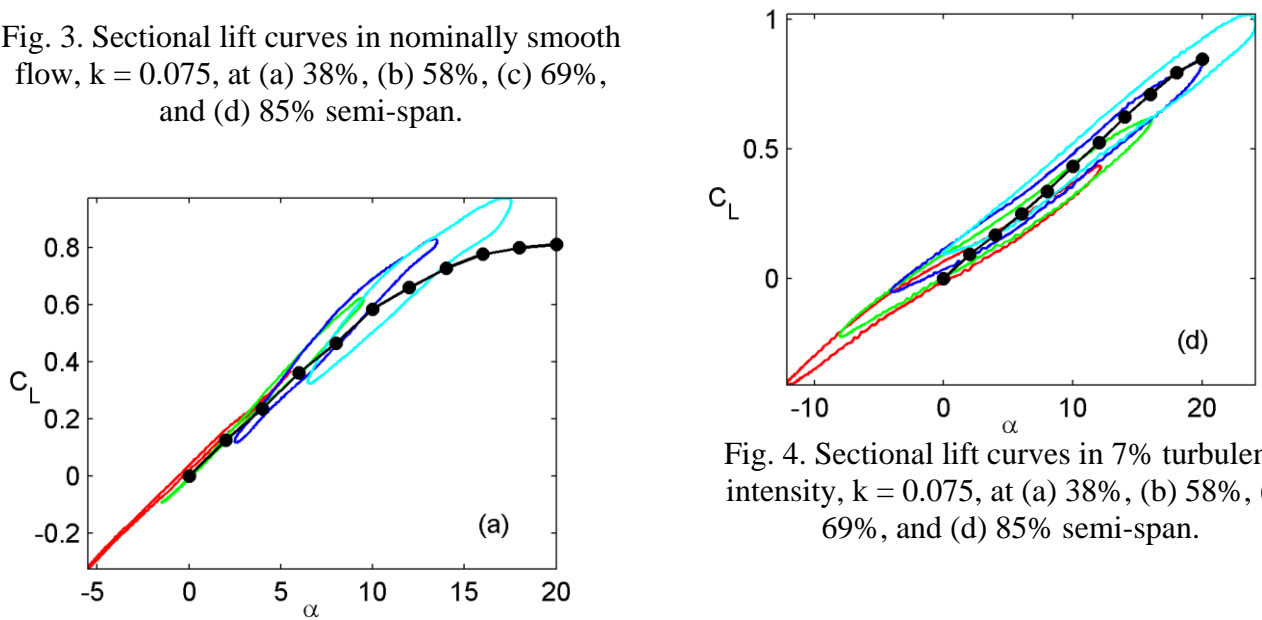 Fig. 3. Sectional lift curves in nominally smooth
flow, k = 0.075, at (a) 38%, (b) 58%, (c) 69%,
and (d) 85% semi-span.
0.8
0.6
0.4
C_L
0.2
0
-0.2
(a)
-5 0 5 10 15 20
α
1
0.5
C_L
0
(d)
-10 0 10 20
α
Fig. 4. Sectional lift curves in 7% turbulen
intensity, k = 0.075, at (a) 38%, (b) 58%, (
69%, and (d) 85% semi-span.